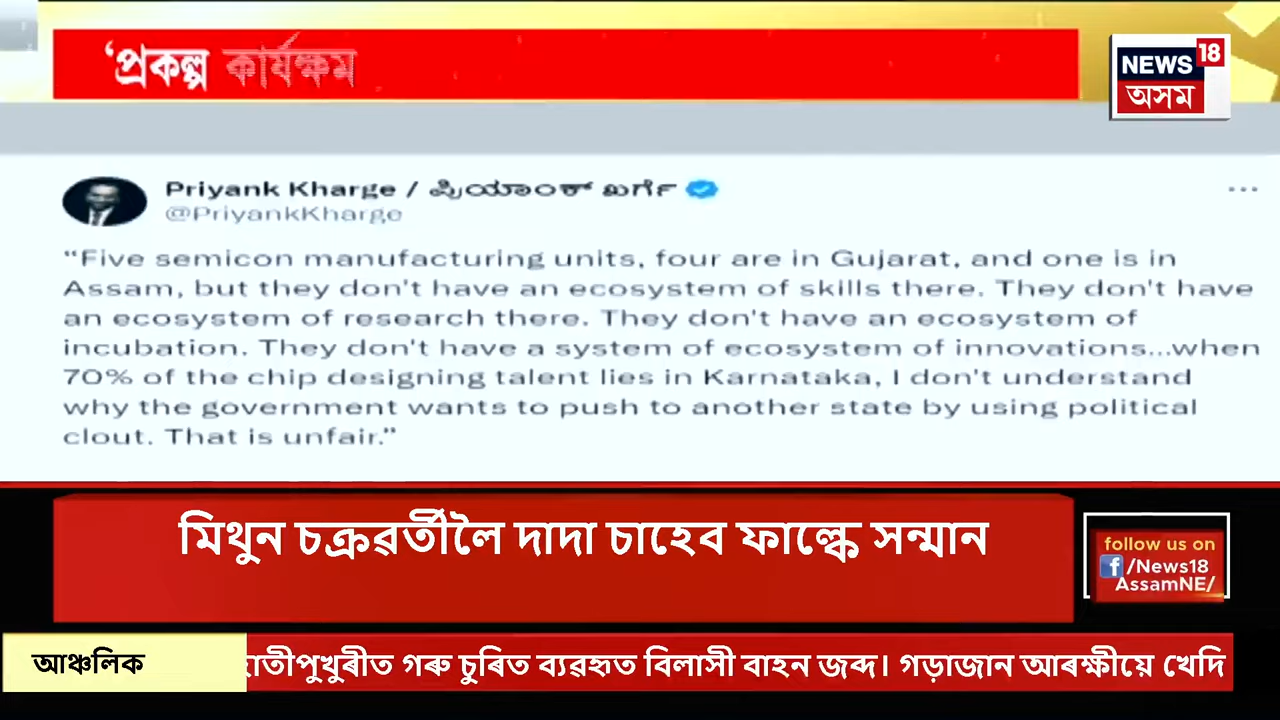 ‘প্ৰকল্প কাৰ্যক্ষম
NEWS 18
অসম
Priyank Kharge / ಪ್ರಿಯಾಂಕ್ ಖರ್ಗೆ
@PriyankKharge
“Five semicon manufacturing units, four are in Gujarat, and one is in
Assam, but they don't have an ecosystem of skills there. They don't have
an ecosystem of research there. They don't have an ecosystem of
incubation. They don't have a system of ecosystem of innovations...when
70% of the chip designing talent lies in Karnataka, I don't understand
why the government wants to push to another state by using political
clout. That is unfair.”
মিথুন চক্ৰৱৰ্তীলৈ দাদা চাহেব ফাল্কে সন্মান
follow us on
/News18
AssamNE/
আঞ্চলিক
গৰু চুৰিত ব্যৱহৃত বিলাসী বাহন জব্দ। গড়াজান আৰক্ষীয়ে খেদি